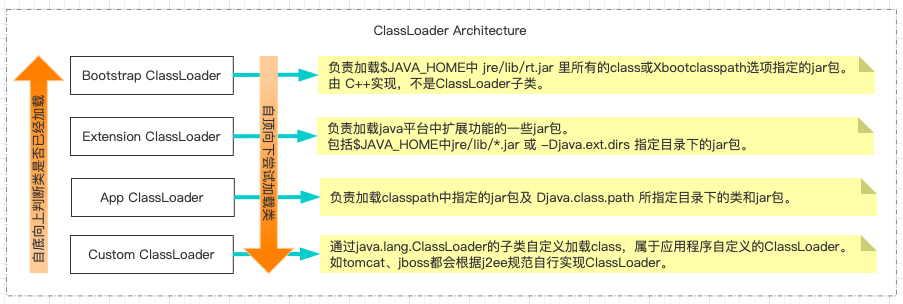 ClassLoader Architecture
自底向上判断类是否已经加载
自顶向下尝试加载类
Bootstrap ClassLoader
负责加载$JAVA_HOME中 jre/lib/rt.jar 里所有的class或Xbootclasspath选项指定的jar包。
由 C++实现，不是ClassLoader子类。
Extension ClassLoader
负责加载java平台中扩展功能的一些jar包。
包括$JAVA_HOME中jre/lib/*.jar 或 -Djava.ext.dirs 指定目录下的jar包。
App ClassLoader
负责加载classpath中指定的jar包及 Djava.class.path 所指定目录下的类和jar包。
Custom ClassLoader
通过java.lang.ClassLoader的子类自定义加载class，属于应用程序自定义的ClassLoader。
如tomcat、jboss都会根据j2ee规范自行实现ClassLoader。